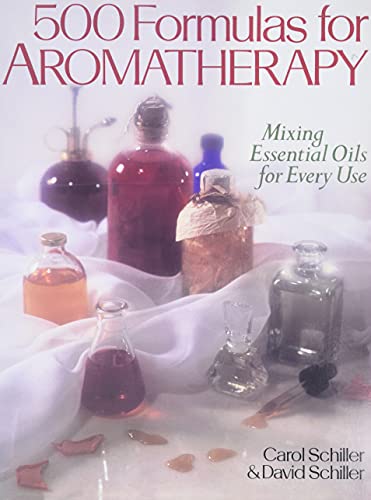 500 Formulas for
AROMATHERAPY
Mixing
Essential Oils
for Every Use
Carol Schiller
& David Schiller